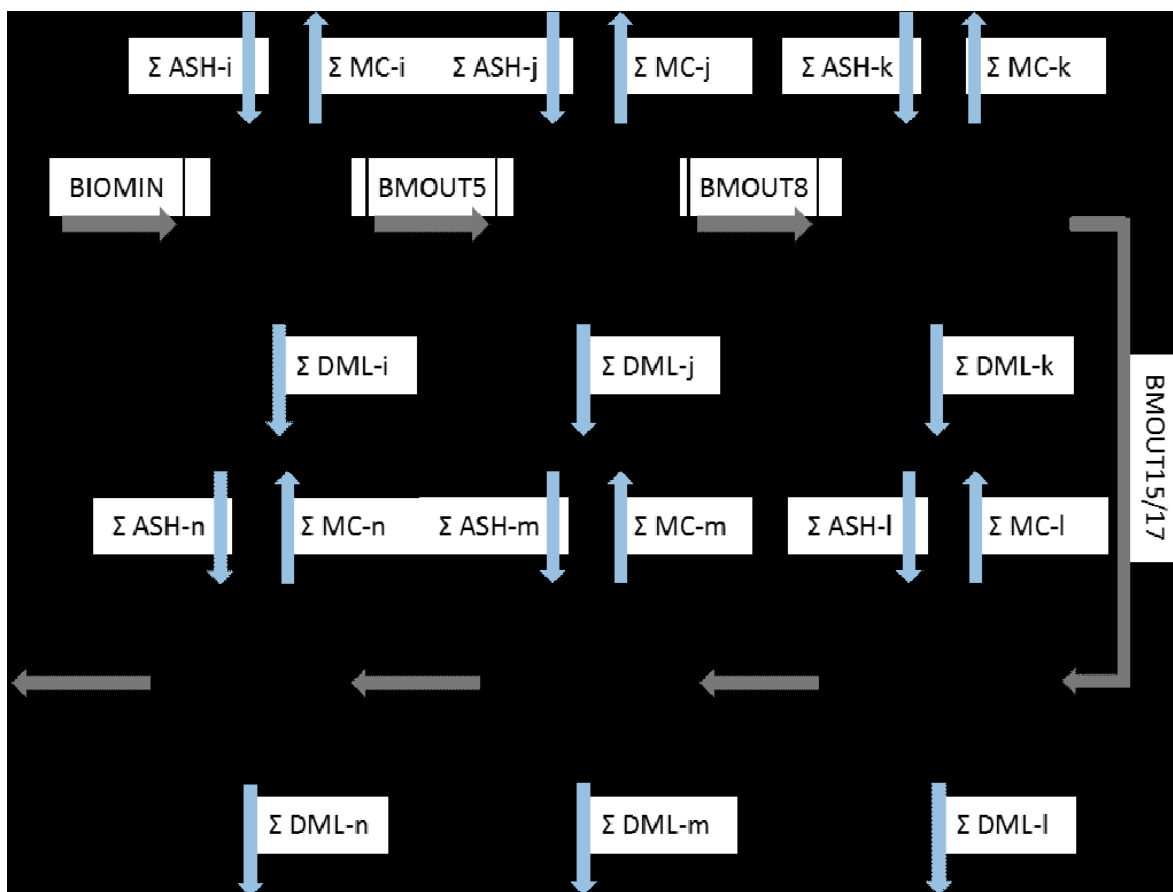 Σ ASH-i
Σ MC-i
Σ ASH-j
Σ MC-j
Σ ASH-k
Σ MC-k
BIOMIN
BMOUT5
BMOUT8
Σ DML-i
Σ DML-j
Σ DML-k
BMOUT15/17
Σ ASH-n
Σ MC-n
Σ ASH-m
Σ MC-m
Σ ASH-l
Σ MC-l
Σ DML-n
Σ DML-m
Σ DML-l